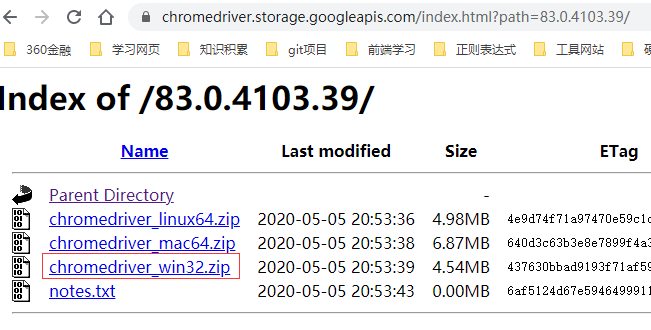 chromedriver.storage.googleapis.com/index.html?path=83.0.4103.39/
360金融 学习网页 知识积累 git项目 前端学习 正则表达式 工具网站
Index of /83.0.4103.39/
Name Last modified Size ETag
Parent Directory -
chromedriver_linux64.zip 2020-05-05 20:53:36 4.98MB 4e9d74f71a97470e59c1c
chromedriver_mac64.zip 2020-05-05 20:53:38 6.87MB 640d3c63b3e8e7899f4a3
chromedriver_win32.zip 2020-05-05 20:53:39 4.54MB 437630bbad9193f71af59
notes.txt 2020-05-05 20:53:43 0.00MB 6af5124d67e5946499911